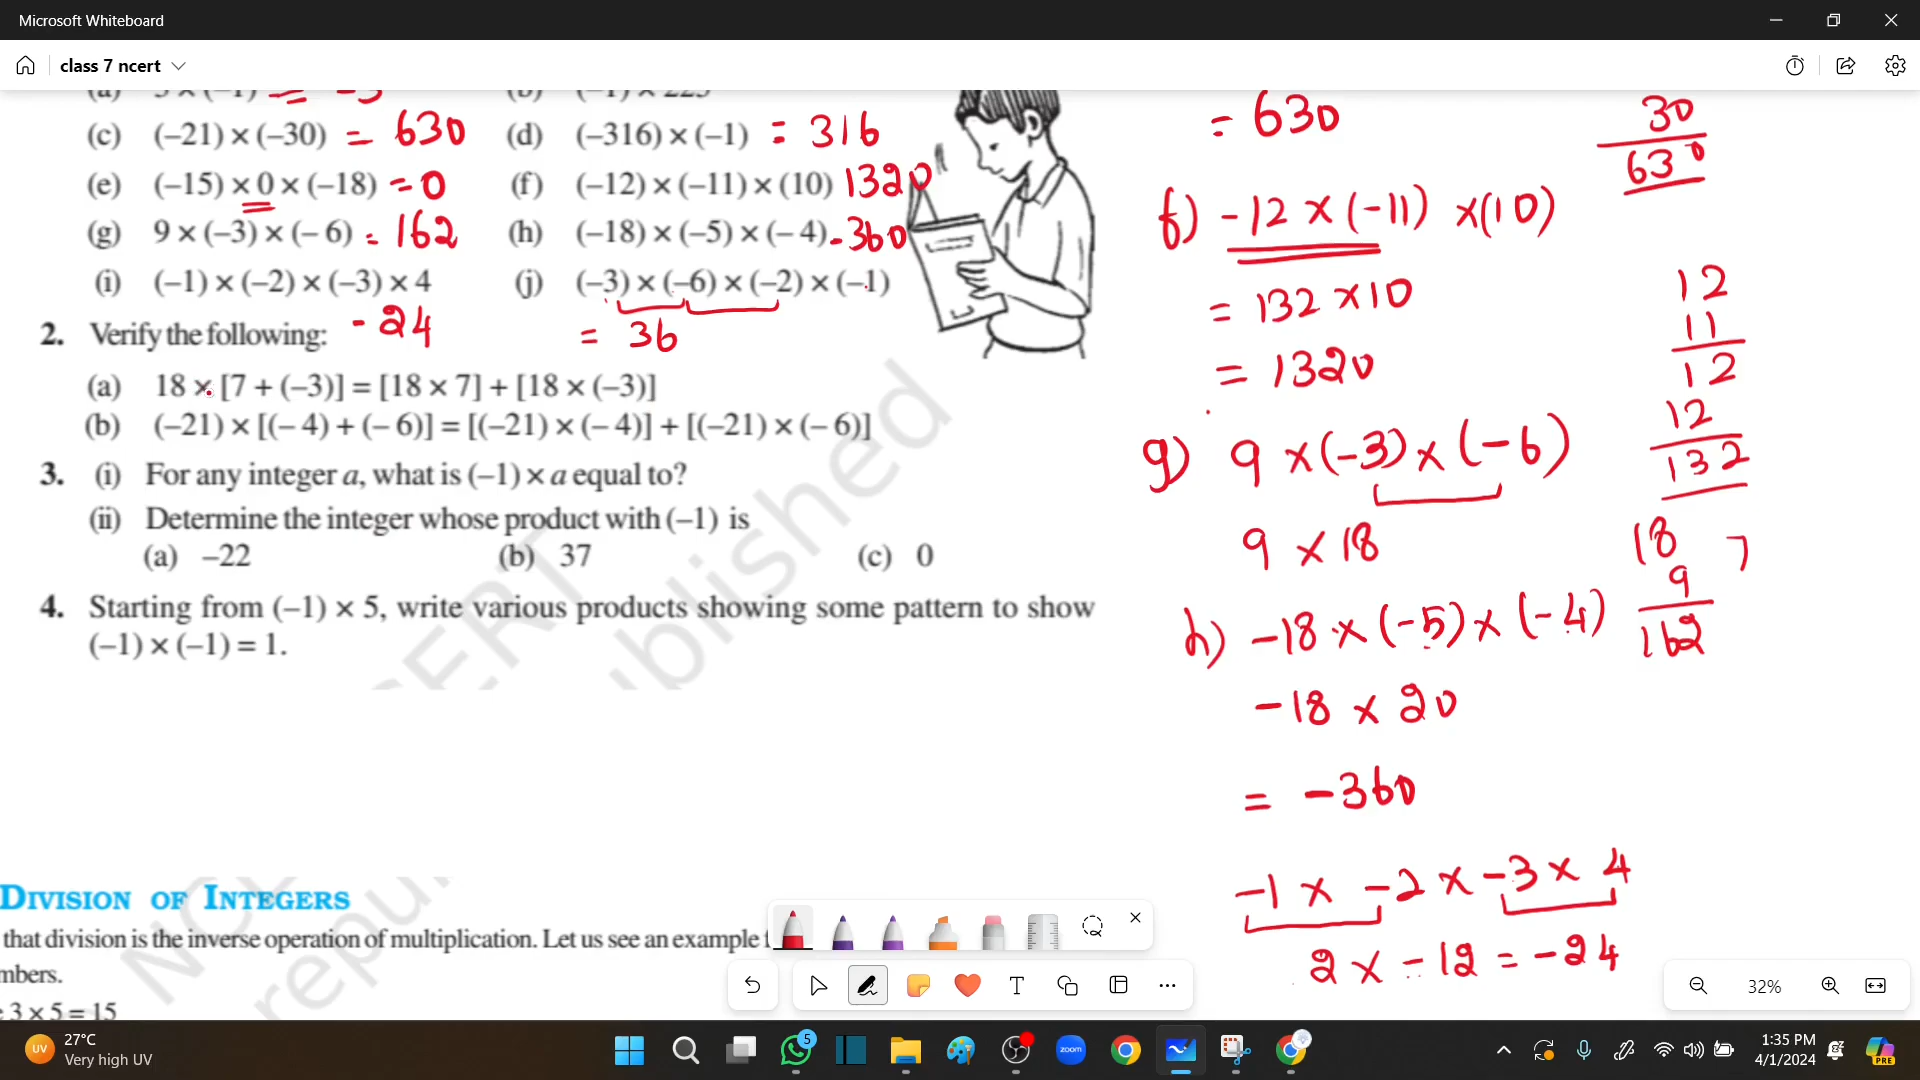 Microsoft Whiteboard
class 7 ncert
(c) (–21) × (–30) = 630 (d) (–316) × (–1) = 316
(e) (–15) × 0 × (–18) = 0 (f) (–12) × (–11) × (10) 1320
(g) 9 × (–3) × (– 6) = 162 (h) (–18) × (–5) × (– 4) -360
(i) (–1) × (–2) × (–3) × 4 (j) (–3) × (–6) × (–2) × (–1)
- 24 = 36
2. Verify the following:
(a) 18 × [7 + (–3)] = [18 × 7] + [18 × (–3)]
(b) (–21) × [(– 4) + (– 6)] = [(–21) × (– 4)] + [(–21) × (– 6)]
3. (i) For any integer a, what is (–1) × a equal to?
(ii) Determine the integer whose product with (–1) is
(a) –22 (b) 37 (c) 0
4. Starting from (–1) × 5, write various products showing some pattern to show
(–1) × (–1) = 1.
DIVISION OF INTEGERS
that division is the inverse operation of multiplication. Let us see an example
mbers.
3 × 5 = 15
= 630
30
630
f) -12 × (-11) ×(10)
= 132 ×10
= 1320
12
11
12
12
132
g) 9 ×(-3)× (-6)
9 × 18
18 7
9
162
h) -18 × (-5)× (-4)
-18 × 20
= -360
-1 × -2 × -3 × 4
2 × -12 = -24
32%
27°C
Very high UV
UV
5
zoom
1:35 PM
4/1/2024
PRE